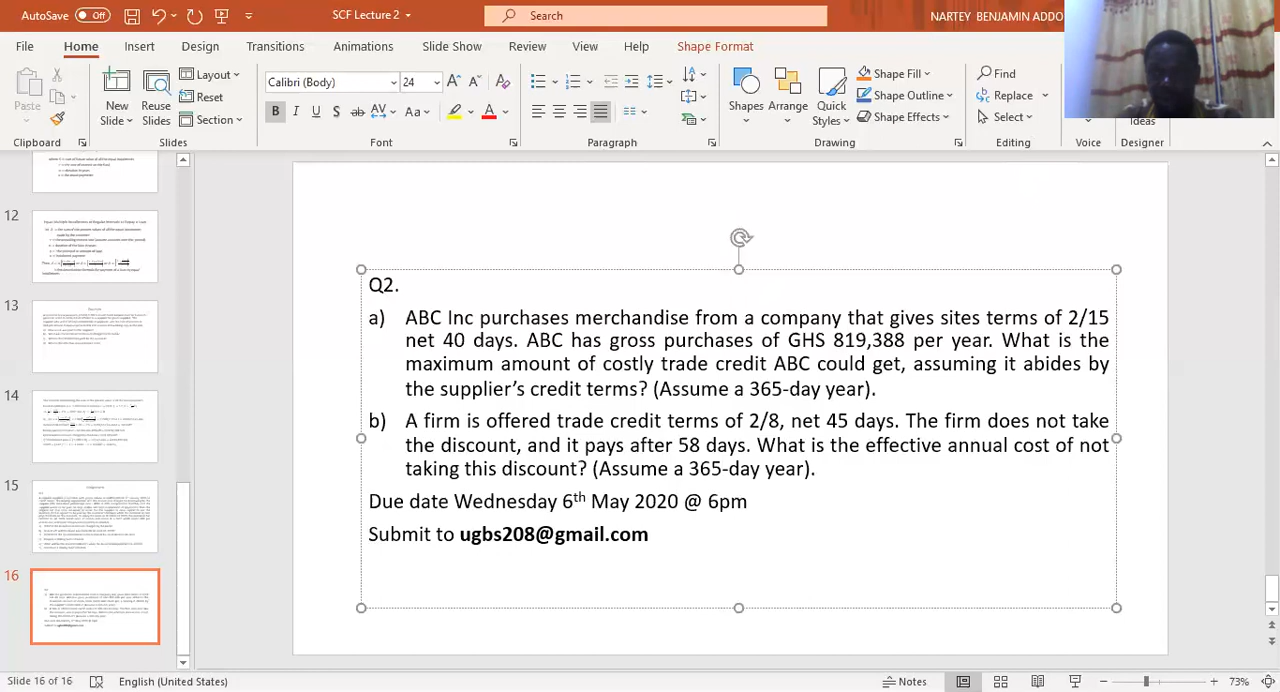 AutoSave Off SCF Lecture 2 Search NARTEY BENJAMIN ADDO
File Home Insert Design Transitions Animations Slide Show Review View Help Shape Format
Paste New Slide Reuse Slides Layout Reset Section Calibri (Body) 24 Shapes Arrange Quick Styles Shape Fill Shape Outline Shape Effects Find Replace Select Ideas
Clipboard Slides Font Paragraph Drawing Editing Voice Designer
12
13
14
15
16
Q2.
a) ABC Inc purchases merchandise from a company that gives sites terms of 2/15
net 40 days. ABC has gross purchases of GHS 819,388 per year. What is the
maximum amount of costly trade credit ABC could get, assuming it abides by
the supplier's credit terms? (Assume a 365-day year).
b) A firm is offered trade credit terms of 2/8, net 45 days. The firm does not take
the discount, and it pays after 58 days. What is the effective annual cost of not
taking this discount? (Assume a 365-day year).
Due date Wednesday 6th May 2020 @ 6pm
Submit to ugbs208@gmail.com
Slide 16 of 16 English (United States) Notes 73%